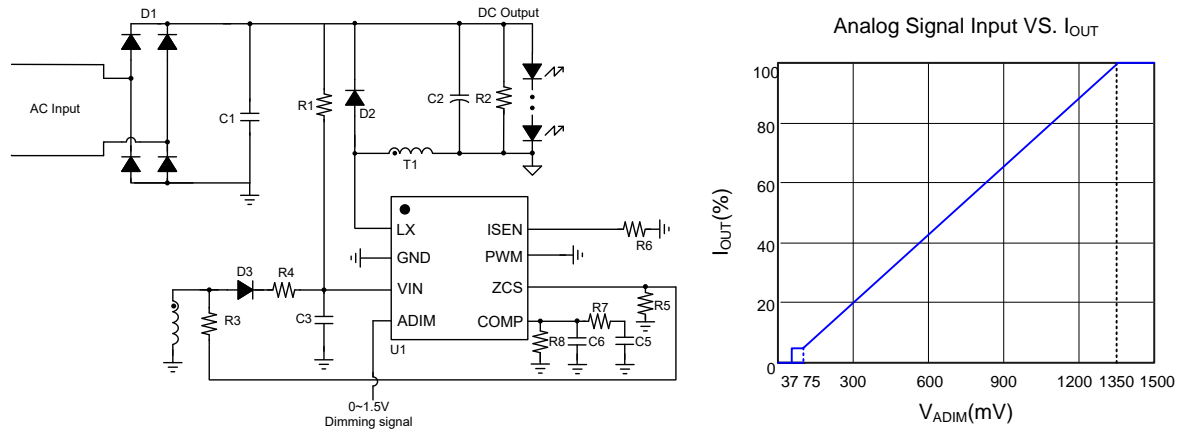 D1
DC Output
AC Input
C1
R1
D2
C2
R2
T1
LX
ISEN
R6
GND
PWM
D3
R4
VIN
ZCS
R5
R3
C3
ADIM
COMP
R7
U1
R8
C6
C5
0~1.5V
Dimming signal
Analog Signal Input VS. IOUT
100
80
60
40
20
0
IOUT(%)
37 75 300 600 900 1200 1350 1500
VADIM(mV)